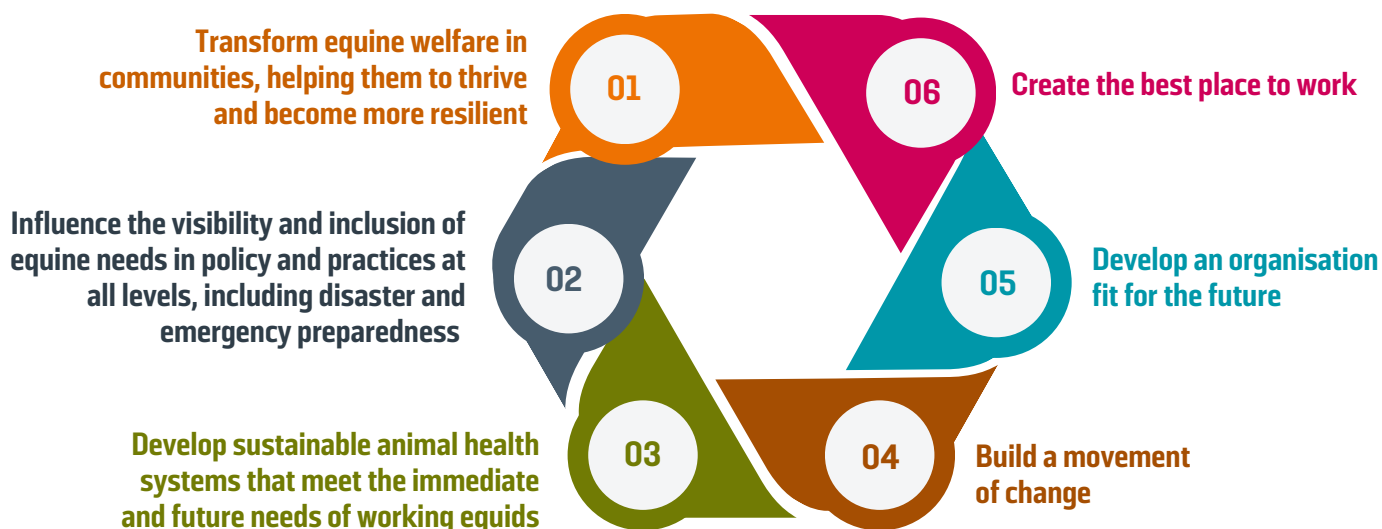 01
Transform equine welfare in
communities, helping them to thrive
and become more resilient
02
Influence the visibility and inclusion of
equine needs in policy and practices at
all levels, including disaster and
emergency preparedness
03
Develop sustainable animal health
systems that meet the immediate
and future needs of working equids
04
Build a movement
of change
05
Develop an organisation
fit for the future
06
Create the best place to work